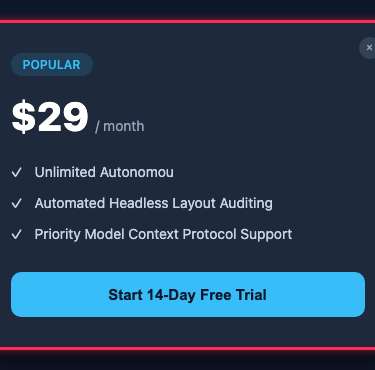 ×
POPULAR
$29 / month
✓ Unlimited Autonomou
✓ Automated Headless Layout Auditing
✓ Priority Model Context Protocol Support
Start 14-Day Free Trial